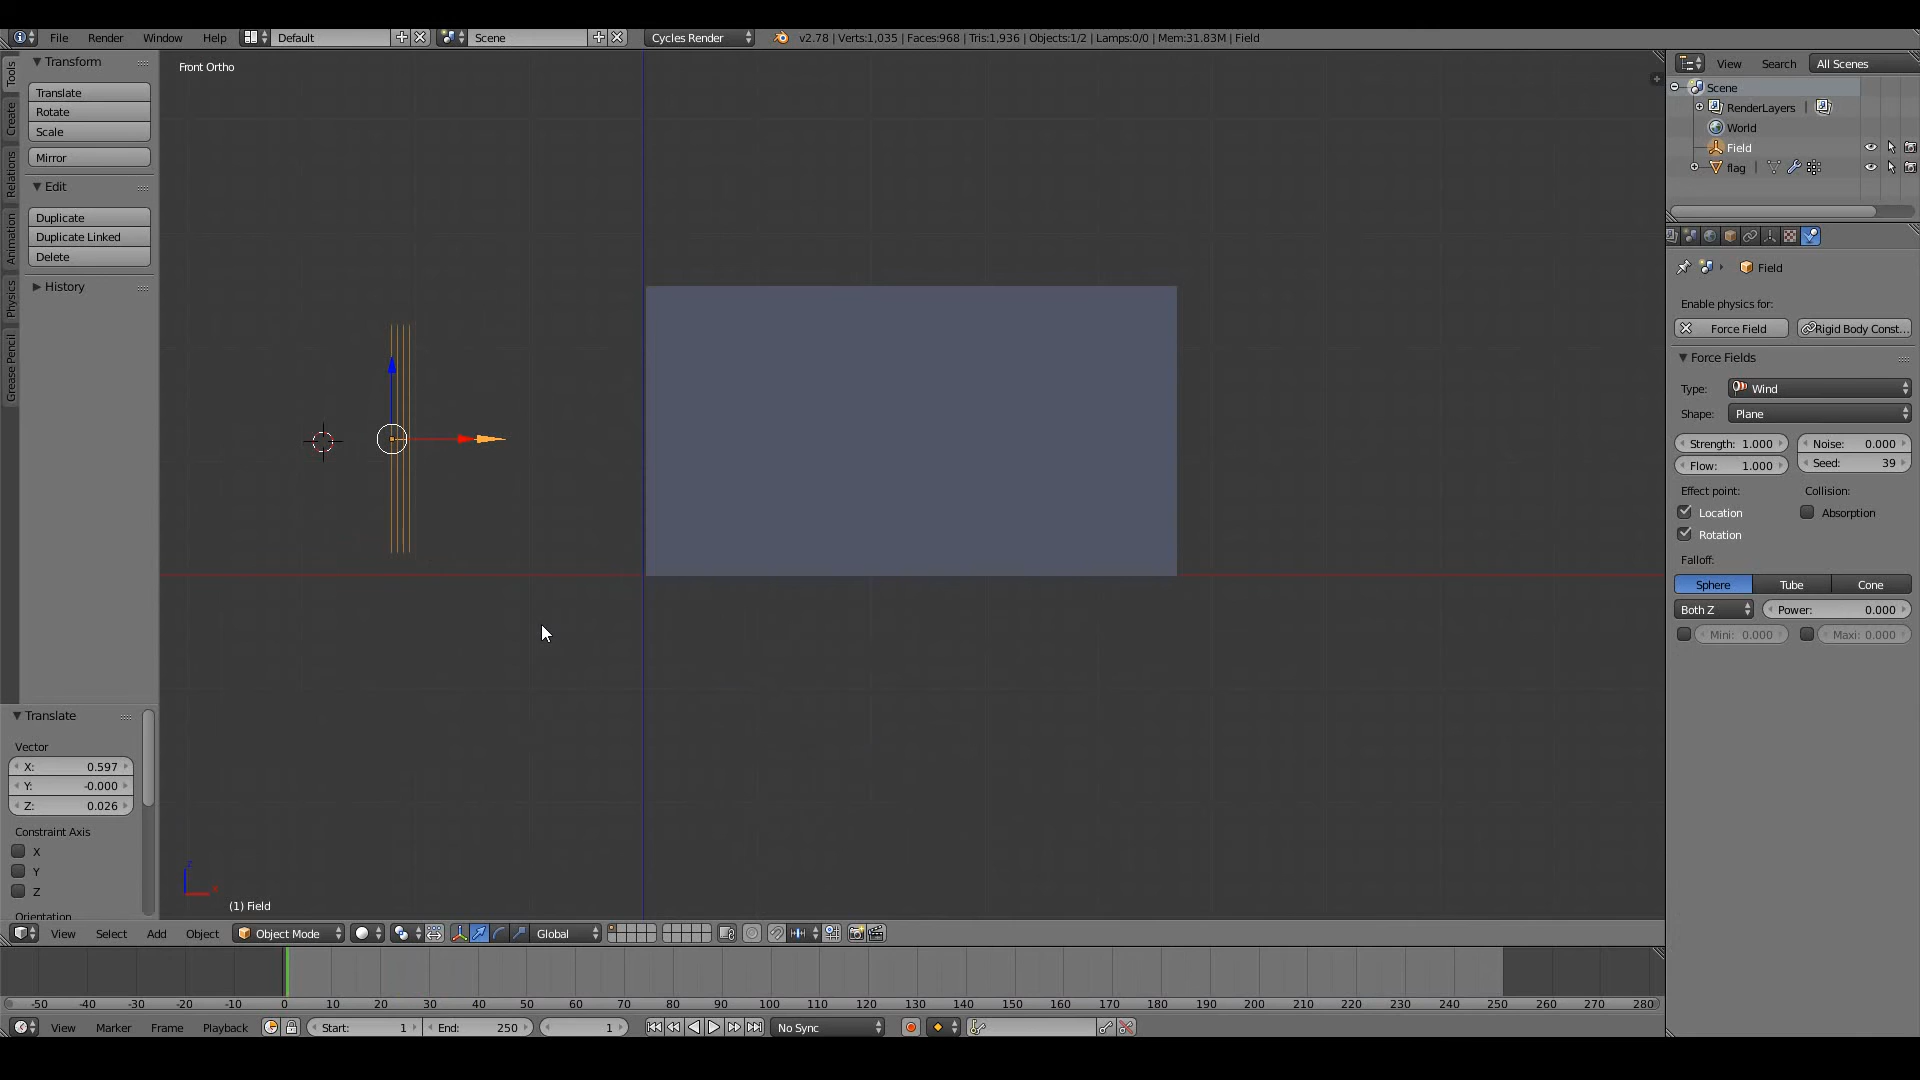 File Render Window Help Default Scene Cycles Render v2.78 | Verts:1,035 | Faces:968 | Tris:1,936 | Objects:1/2 | Lamps:0/0 | Mem:31.83M | Field
Tools
Create
Relations
Animation
Physics
Grease Pencil
Transform
Translate
Rotate
Scale
Mirror
Edit
Duplicate
Duplicate Linked
Delete
History
Translate
Vector
X: 0.597
Y: -0.000
Z: 0.026
Constraint Axis
X
Y
Z
Orientation
Front Ortho
z
x
(1) Field
View Select Add Object Object Mode Global
View Search All Scenes
Scene
RenderLayers |
World
Field
flag |
Field
Enable physics for:
Force Field Rigid Body Const...
Force Fields
Type: Wind
Shape: Plane
Strength: 1.000 Noise: 0.000
Flow: 1.000 Seed: 39
Effect point: Collision:
Location Absorption
Rotation
Falloff:
Sphere Tube Cone
Both Z Power: 0.000
Mini: 0.000 Maxi: 0.000
-50 -40 -30 -20 -10 0 10 20 30 40 50 60 70 80 90 100 110 120 130 140 150 160 170 180 190 200 210 220 230 240 250 260 270 280
View Marker Frame Playback Start: 1 End: 250 1 No Sync